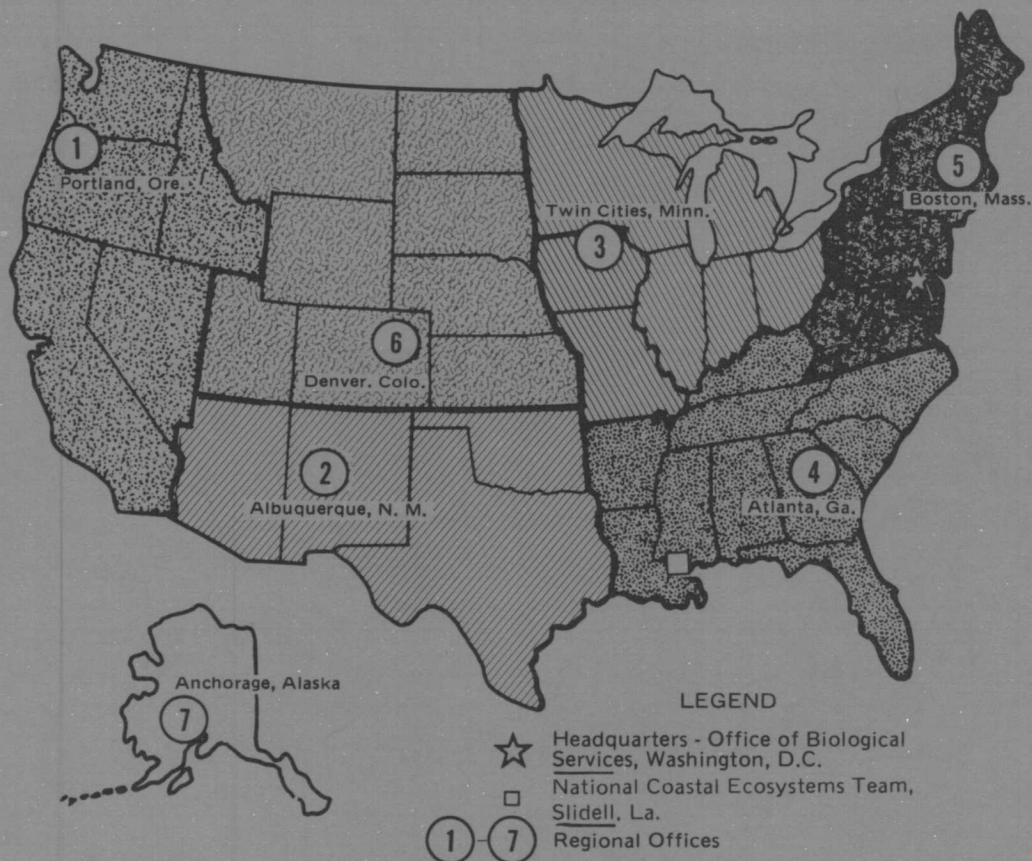 1
Portland, Ore.
Twin Cities, Minn.
3
5
Boston, Mass.
6
Denver. Colo.
2
Albuquerque, N. M.
4
Atlanta, Ga.
Anchorage, Alaska
7
LEGEND
Headquarters - Office of Biological
Services, Washington, D.C.
National Coastal Ecosystems Team,
Slidell, La.
1-7 Regional Offices